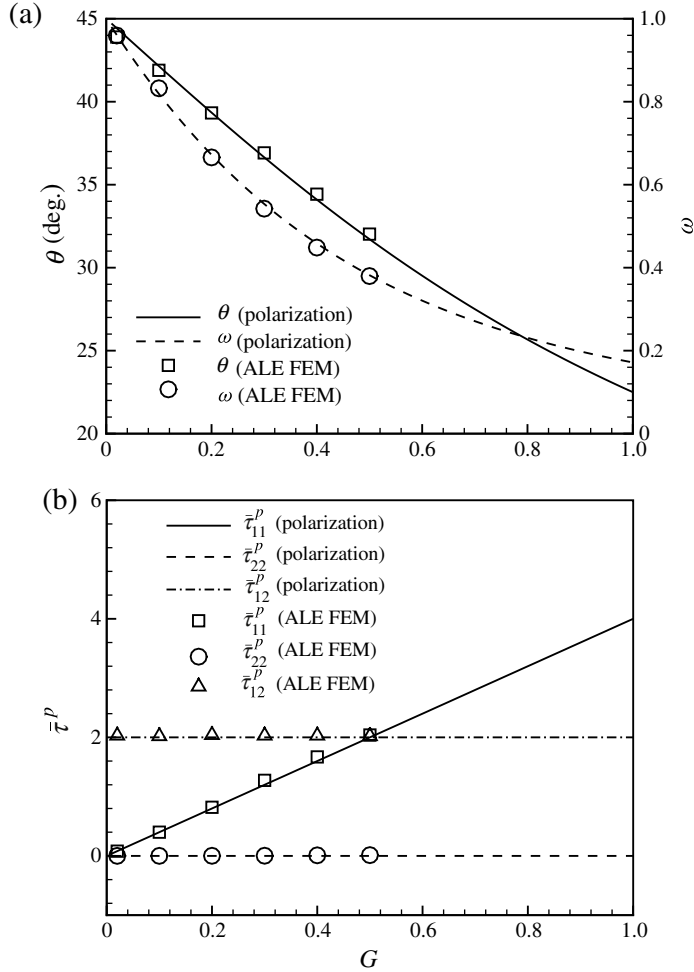 (a)
45
40
35
30
25
20
θ (deg.)
1.0
0.8
0.6
0.4
0.2
0
ω
θ (polarization)
ω (polarization)
θ (ALE FEM)
ω (ALE FEM)
0 0.2 0.4 0.6 0.8 1.0
(b)
6
4
2
0
τ̄^p
τ̄^p_11 (polarization)
τ̄^p_22 (polarization)
τ̄^p_12 (polarization)
τ̄^p_11 (ALE FEM)
τ̄^p_22 (ALE FEM)
τ̄^p_12 (ALE FEM)
0 0.2 0.4 0.6 0.8 1.0
G